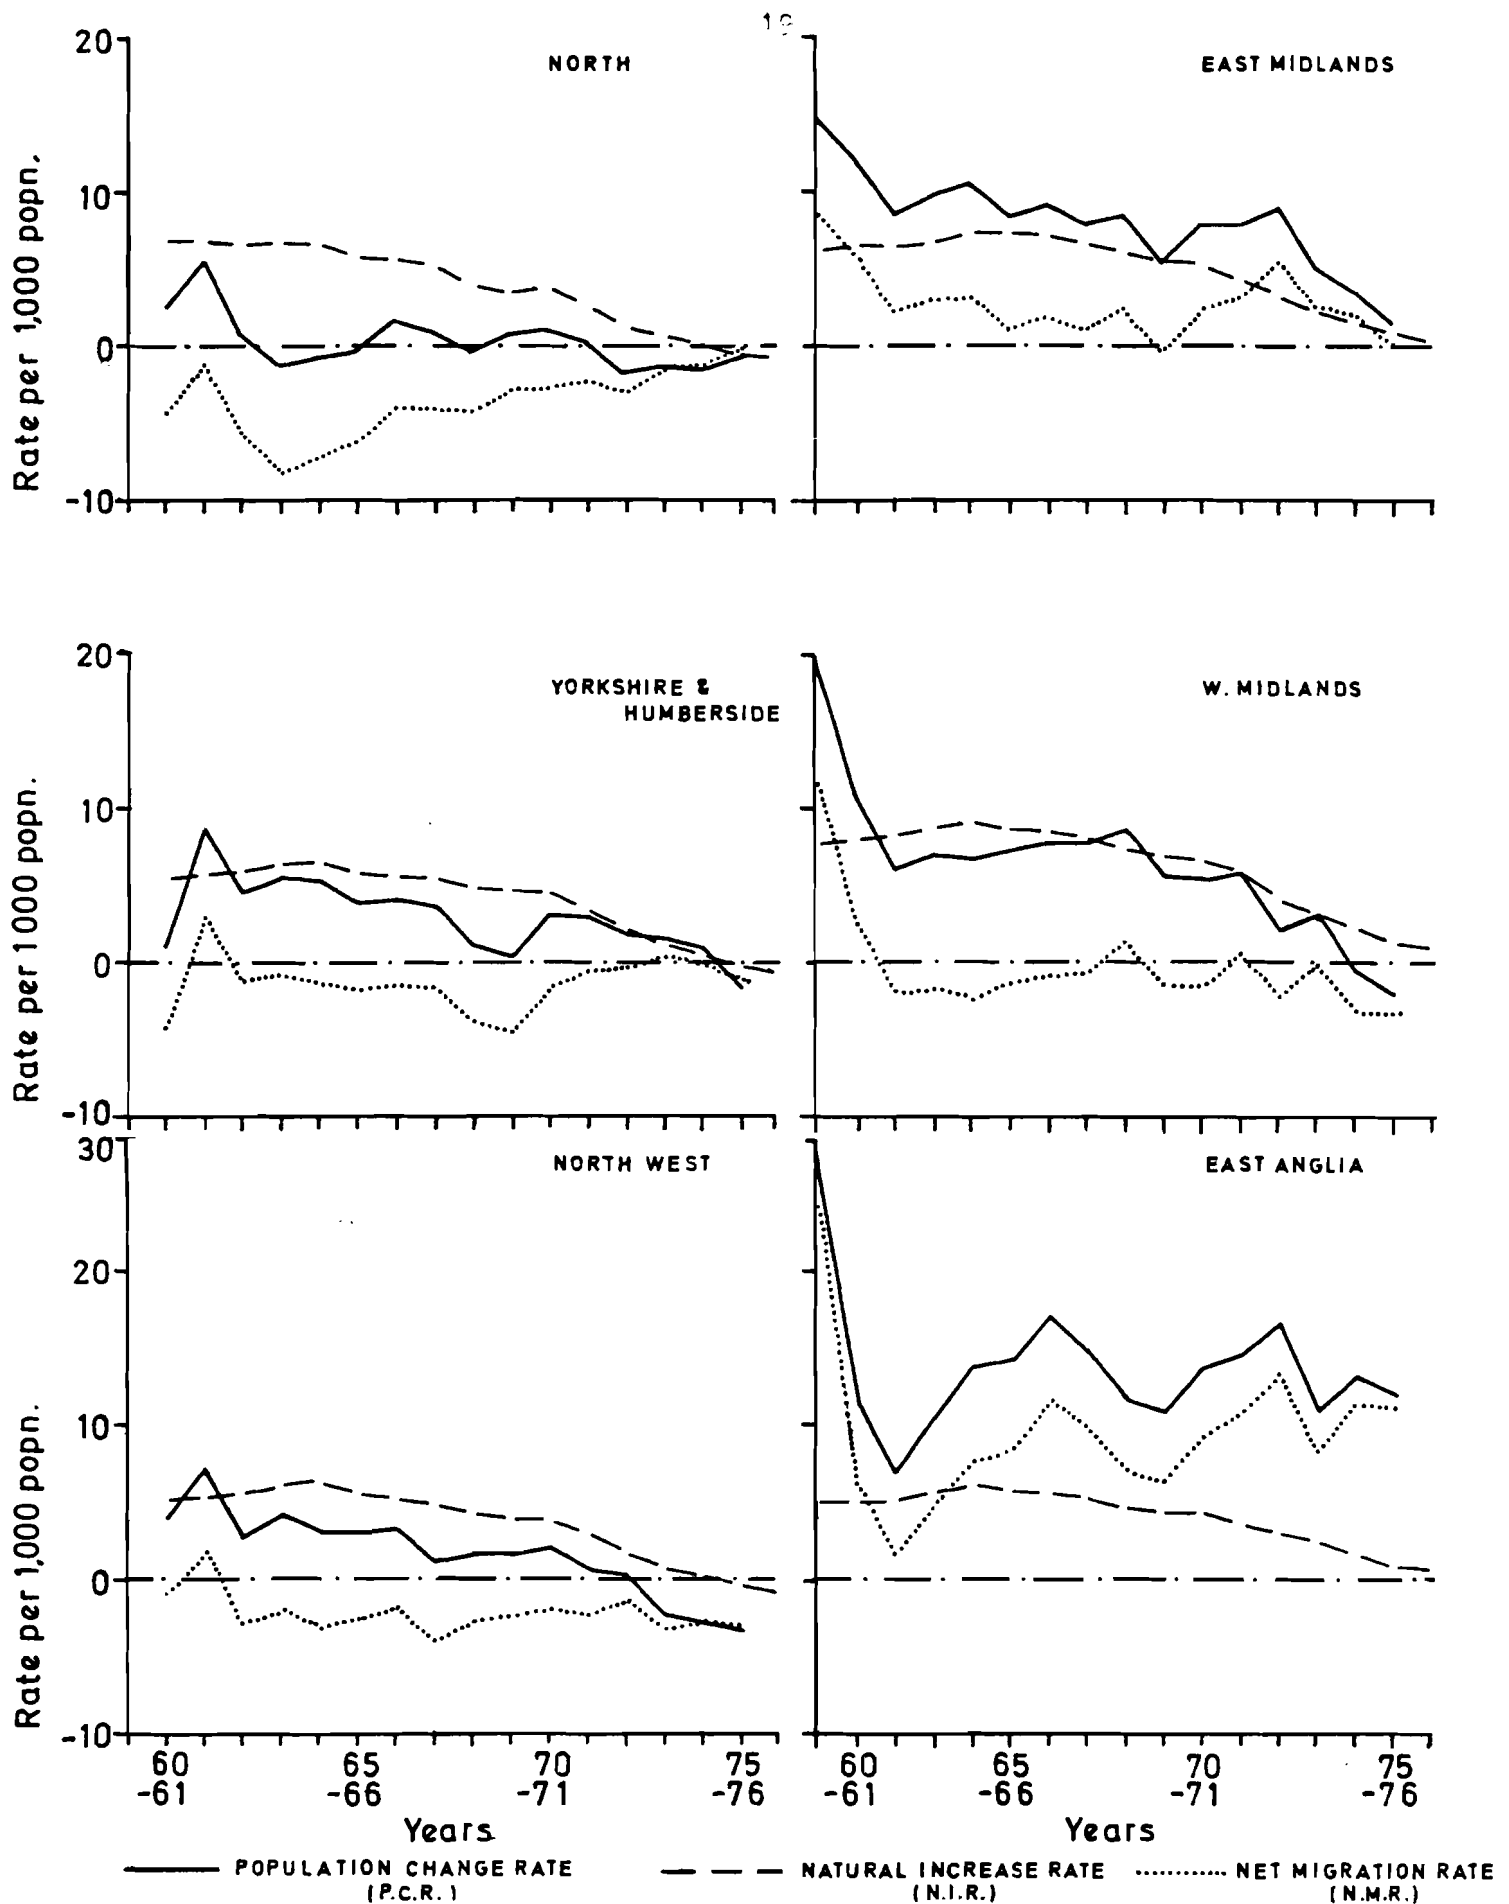 19
NORTH
EAST MIDLANDS
20
10
0
-10
Rate per 1,000 popn.
YORKSHIRE &
HUMBERSIDE
W. MIDLANDS
20
10
0
-10
Rate per 1000 popn.
NORTH WEST
EAST ANGLIA
30
20
10
0
-10
Rate per 1,000 popn.
60 65 70 75
-61 -66 -71 -76
Years
60 65 70 75
-61 -66 -71 -76
Years
POPULATION CHANGE RATE
(P.C.R.)
NATURAL INCREASE RATE
(N.I.R.)
NET MIGRATION RATE
(N.M.R.)